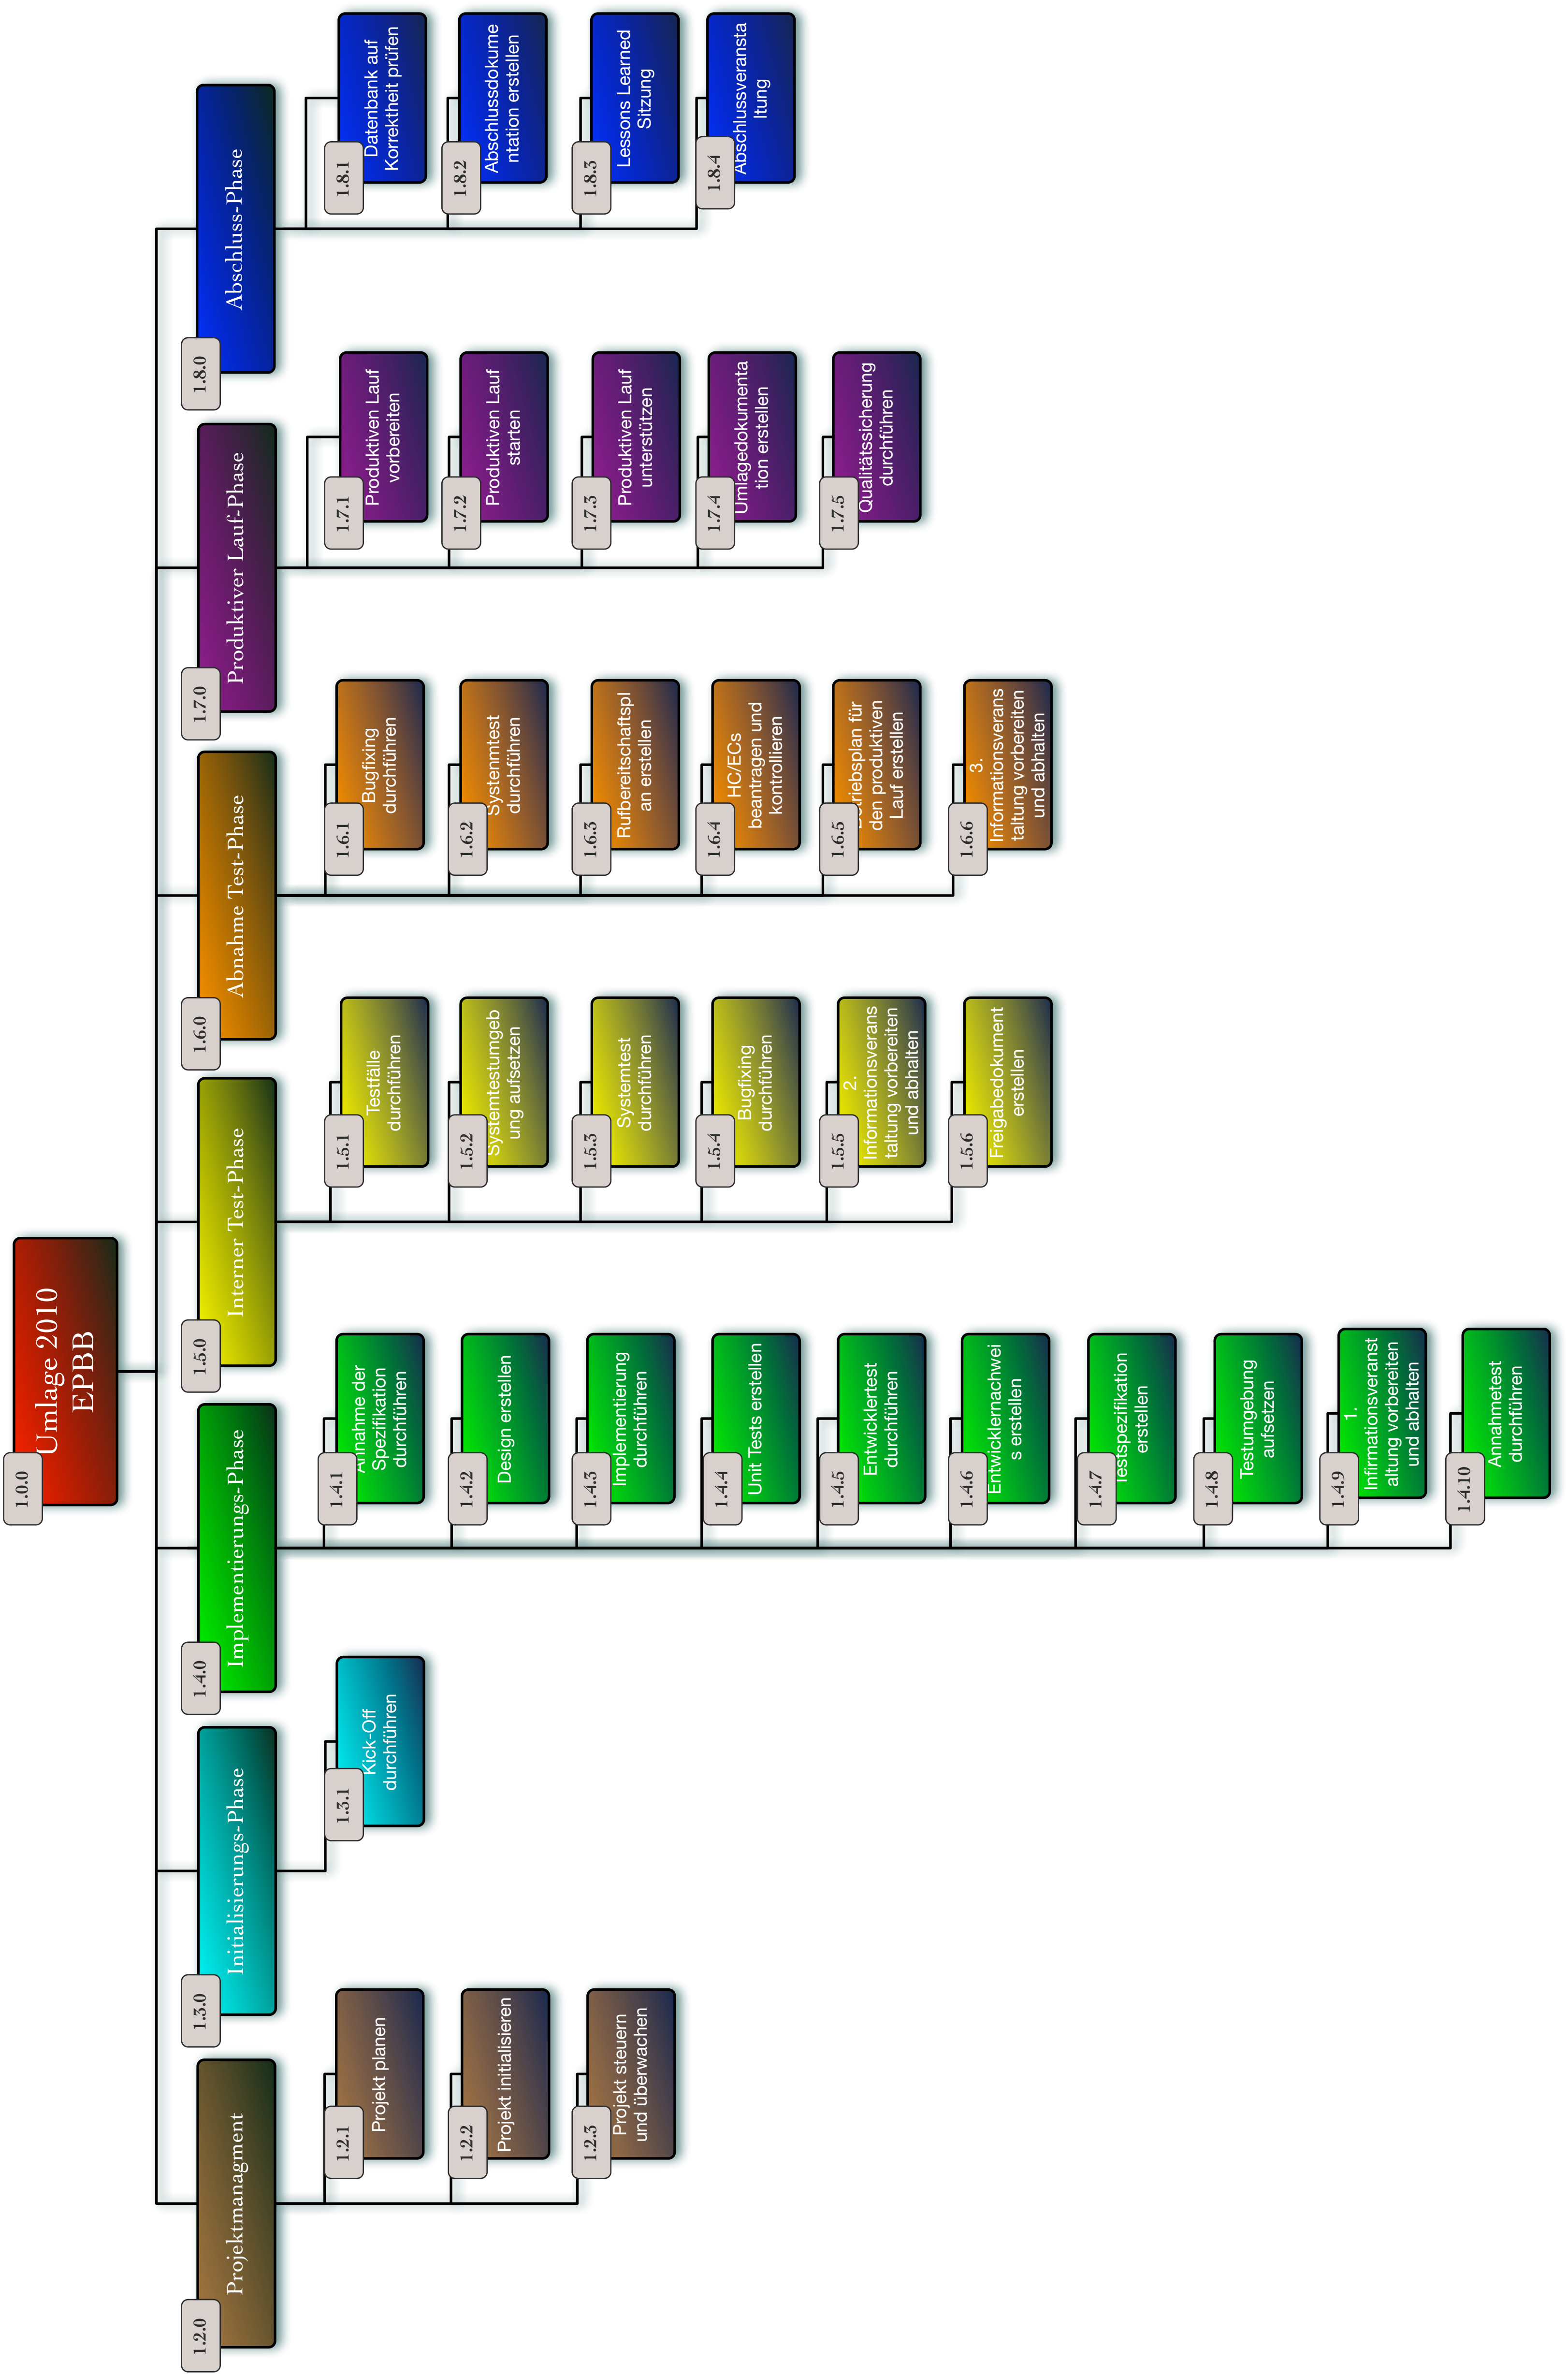 1.0.0
Umlage 2010
EPBB
1.2.0
Projektmanagment
1.2.1
Projekt planen
1.2.2
Projekt initialisieren
1.2.3
Projekt steuern
und überwachen
1.3.0
Initialisierungs-Phase
1.3.1
Kick-Off
durchführen
1.4.0
Implementierungs-Phase
1.4.1
Annahme der
Spezifikation
durchführen
1.4.2
Design erstellen
1.4.3
Implementierung
durchführen
1.4.4
Unit Tests erstellen
1.4.5
Entwicklertest
durchführen
1.4.6
Entwicklernachwei
s erstellen
1.4.7
Testspezifikation
erstellen
1.4.8
Testumgebung
aufsetzen
1.4.9
1.
Infirmationsveranst
altung vorbereiten
und abhalten
1.4.10
Annahmetest
durchführen
1.5.0
Interner Test-Phase
1.5.1
Testfälle
durchführen
1.5.2
Systemtestumgeb
ung aufsetzen
1.5.3
Systemtest
durchführen
1.5.4
Bugfixing
durchführen
1.5.5
2.
Informationsverans
taltung vorbereiten
und abhalten
1.5.6
Freigabedokument
erstellen
1.6.0
Abnahme Test-Phase
1.6.1
Bugfixing
durchführen
1.6.2
Systenmtest
durchführen
1.6.3
Rufbereitschaftspl
an erstellen
1.6.4
HC/ECs
beantragen und
kontrollieren
1.6.5
Betriebsplan für
den produktiven
Lauf erstellen
1.6.6
3.
Informationsverans
taltung vorbereiten
und abhalten
1.7.0
Produktiver Lauf-Phase
1.7.1
Produktiven Lauf
vorbereiten
1.7.2
Produktiven Lauf
starten
1.7.3
Produktiven Lauf
unterstützen
1.7.4
Umlagedokumenta
tion erstellen
1.7.5
Qualitätssicherung
durchführen
1.8.0
Abschluss-Phase
1.8.1
Datenbank auf
Korrektheit prüfen
1.8.2
Abschlussdokume
ntation erstellen
1.8.3
Lessons Learned
Sitzung
1.8.4
Abschlussveransta
ltung